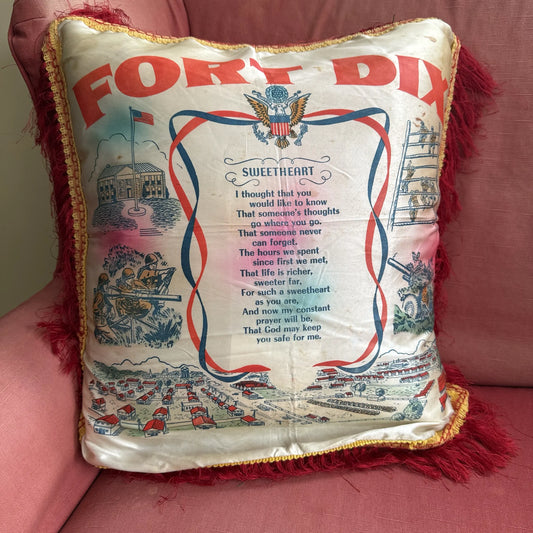 FORT DIX
SWEETHEART
I thought that you
would like to know
That someone's thoughts
go where you go.
That someone never
can forget.
The hours we spent
since first we met,
That life is richer,
sweeter far,
For such a sweetheart
as you are,
And now my constant
prayer will be,
That God may keep
you safe for me.